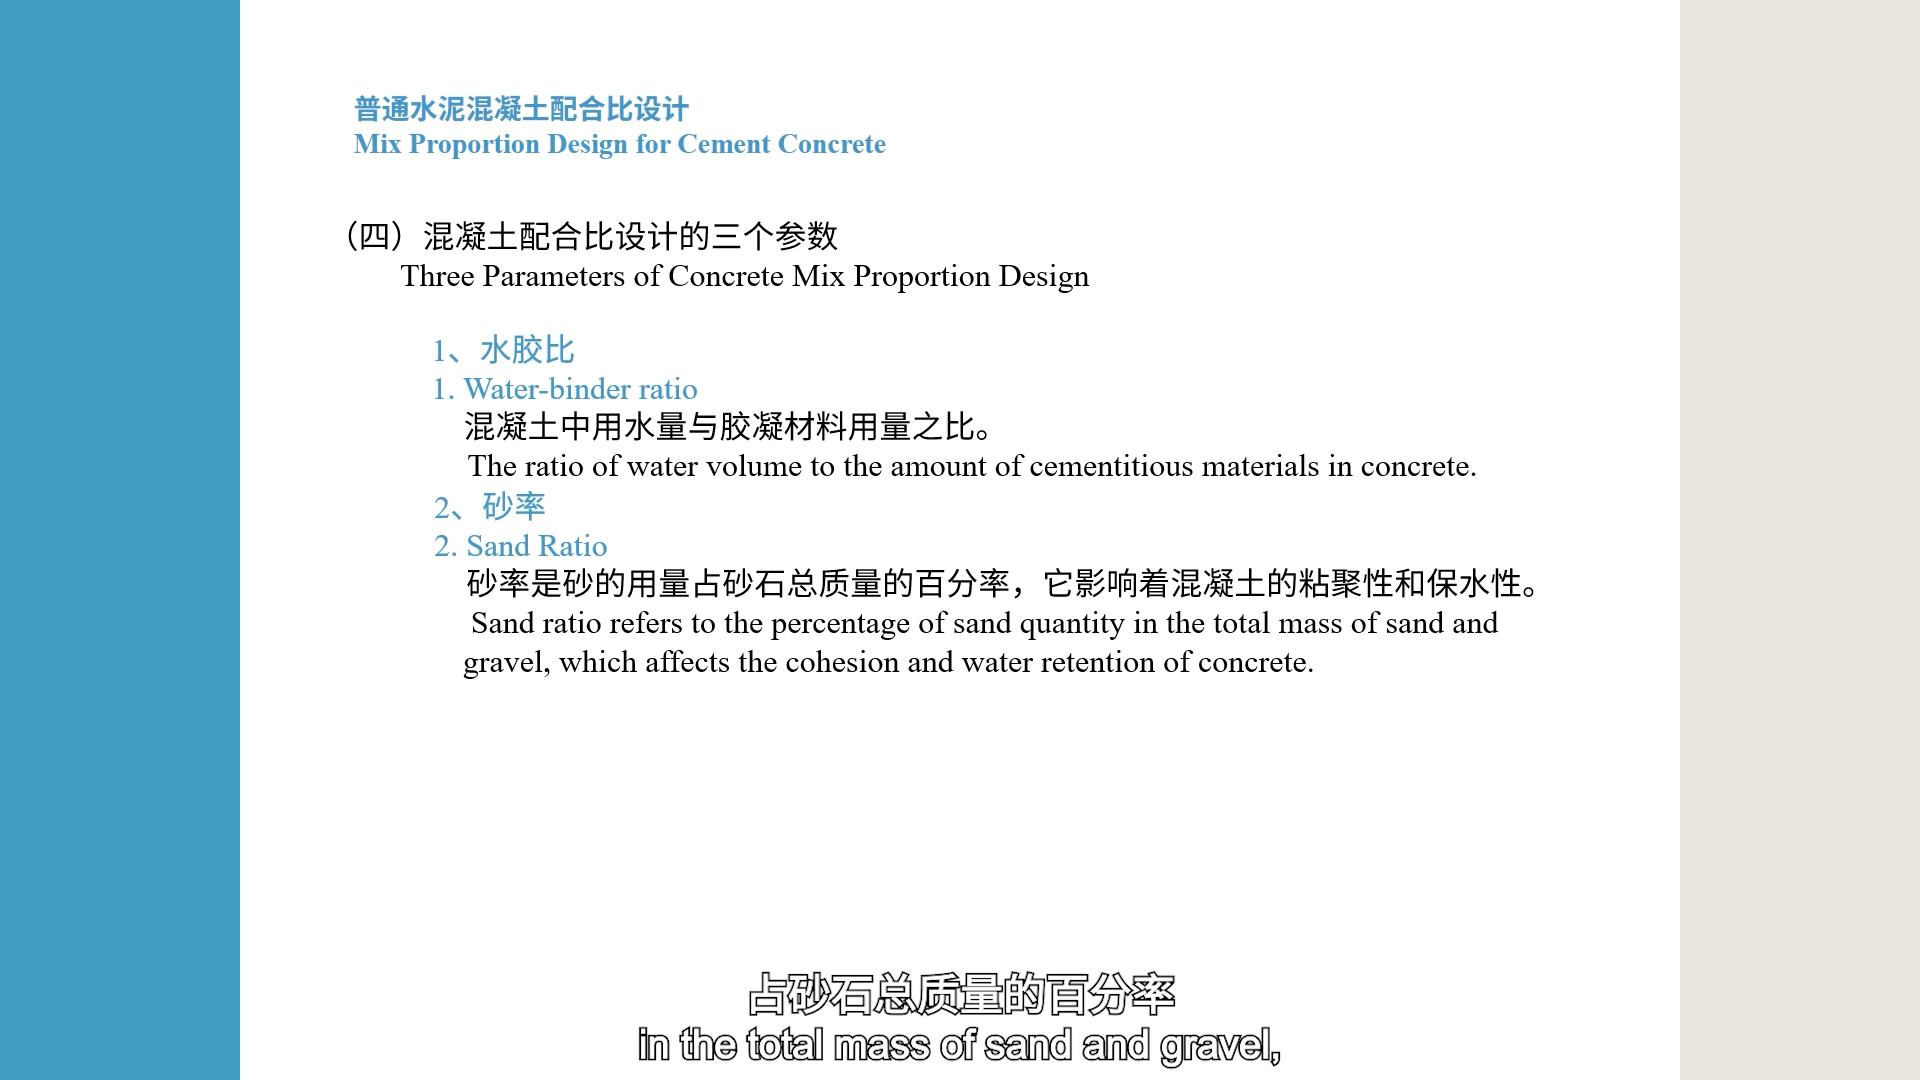 普通水泥混凝土配合比设计
Mix Proportion Design for Cement Concrete
（四）混凝土配合比设计的三个参数
Three Parameters of Concrete Mix Proportion Design
1、水胶比
1. Water-binder ratio
混凝土中用水量与胶凝材料用量之比。
The ratio of water volume to the amount of cementitious materials in concrete.
2、砂率
2. Sand Ratio
砂率是砂的用量占砂石总质量的百分率，它影响着混凝土的粘聚性和保水性。
Sand ratio refers to the percentage of sand quantity in the total mass of sand and
gravel, which affects the cohesion and water retention of concrete.
占砂石总质量的百分率
in the total mass of sand and gravel,